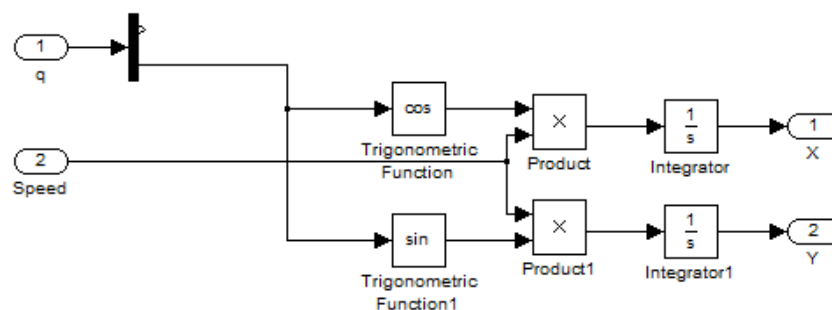 1
q
2
Speed
cos
Trigonometric
Function
×
Product
1
s
Integrator
1
X
sin
Trigonometric
Function1
×
Product1
1
s
Integrator1
2
Y